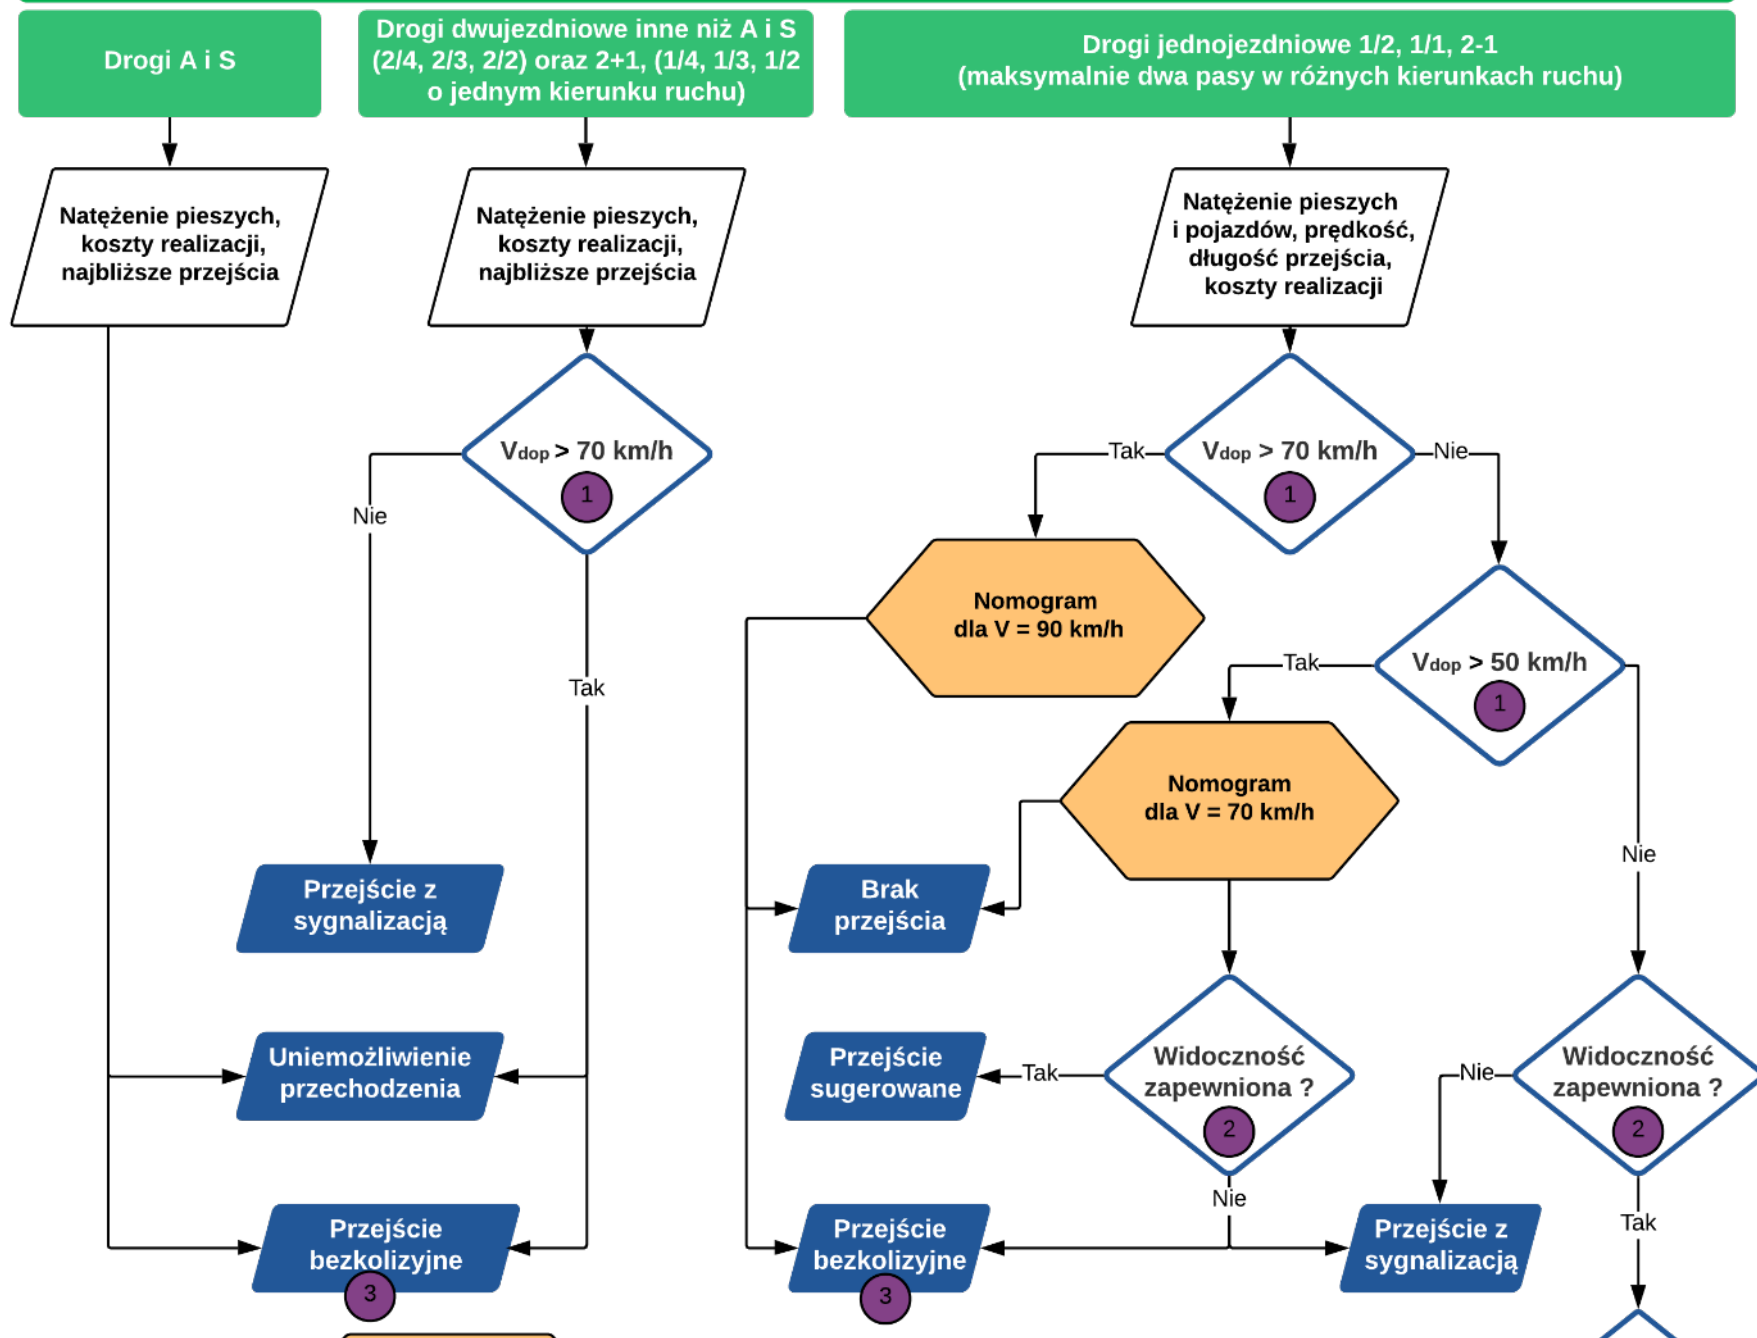 Drogi A i S
Drogi dwujezdniowe inne niż A i S
(2/4, 2/3, 2/2) oraz 2+1, (1/4, 1/3, 1/2
o jednym kierunku ruchu)
Drogi jednojezdniowe 1/2, 1/1, 2-1
(maksymalnie dwa pasy w różnych kierunkach ruchu)
Natężenie pieszych,
koszty realizacji,
najbliższe przejścia
Natężenie pieszych,
koszty realizacji,
najbliższe przejścia
Natężenie pieszych
i pojazdów, prędkość,
długość przejścia,
koszty realizacji
Vdop > 70 km/h
1
Nie
Tak
Vdop > 70 km/h
1
Tak
Nie
Nomogram
dla V = 90 km/h
Vdop > 50 km/h
1
Tak
Nie
Nomogram
dla V = 70 km/h
Przejście z
sygnalizacją
Brak
przejścia
Uniemożliwienie
przechodzenia
Przejście
sugerowane
Tak
Widoczność
zapewniona ?
2
Nie
Nie
Widoczność
zapewniona ?
2
Tak
Przejście
bezkolizyjne
3
Przejście
bezkolizyjne
3
Przejście z
sygnalizacją